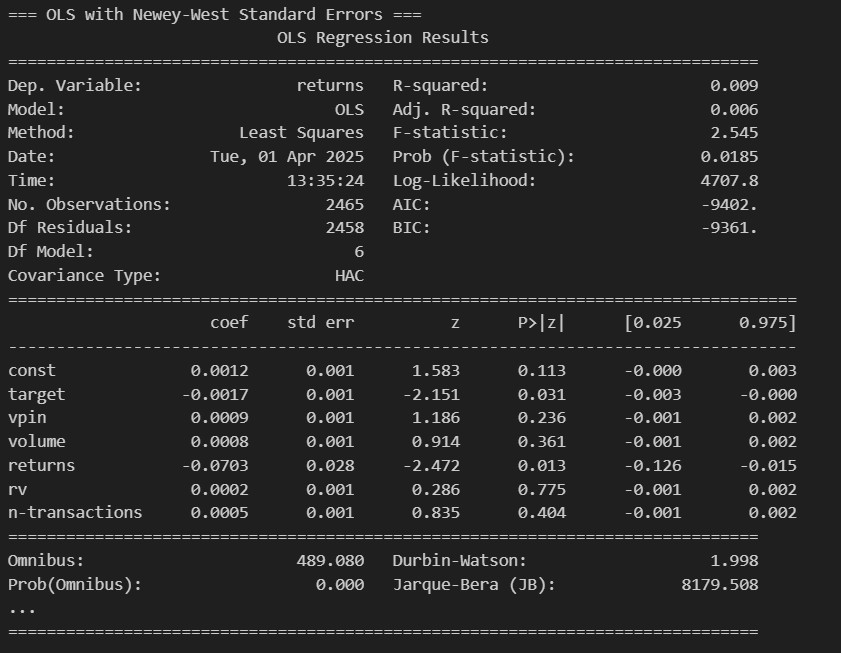 === OLS with Newey-West Standard Errors ===
                            OLS Regression Results
==============================================================================
Dep. Variable:                returns   R-squared:                       0.009
Model:                            OLS   Adj. R-squared:                  0.006
Method:                 Least Squares   F-statistic:                     2.545
Date:                Tue, 01 Apr 2025   Prob (F-statistic):             0.0185
Time:                        13:35:24   Log-Likelihood:                 4707.8
No. Observations:                2465   AIC:                            -9402.
Df Residuals:                    2458   BIC:                            -9361.
Df Model:                           6
Covariance Type:                  HAC
==================================================================================
                     coef    std err          z      P>|z|      [0.025      0.975]
----------------------------------------------------------------------------------
const              0.0012      0.001      1.583      0.113      -0.000       0.003
target            -0.0017      0.001     -2.151      0.031      -0.003      -0.000
vpin               0.0009      0.001      1.186      0.236      -0.001       0.002
volume             0.0008      0.001      0.914      0.361      -0.001       0.002
returns           -0.0703      0.028     -2.472      0.013      -0.126      -0.015
rv                 0.0002      0.001      0.286      0.775      -0.001       0.002
n-transactions     0.0005      0.001      0.835      0.404      -0.001       0.002
==============================================================================
Omnibus:                      489.080   Durbin-Watson:                   1.998
Prob(Omnibus):                  0.000   Jarque-Bera (JB):             8179.508
...
==============================================================================